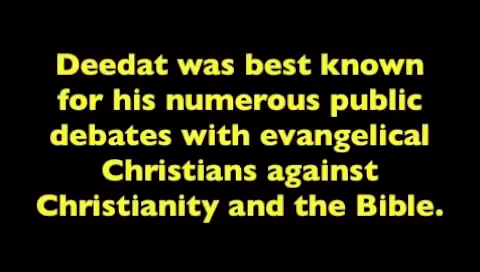 Deedat was best known
for his numerous public
debates with evangelical
Christians against
Christianity and the Bible.